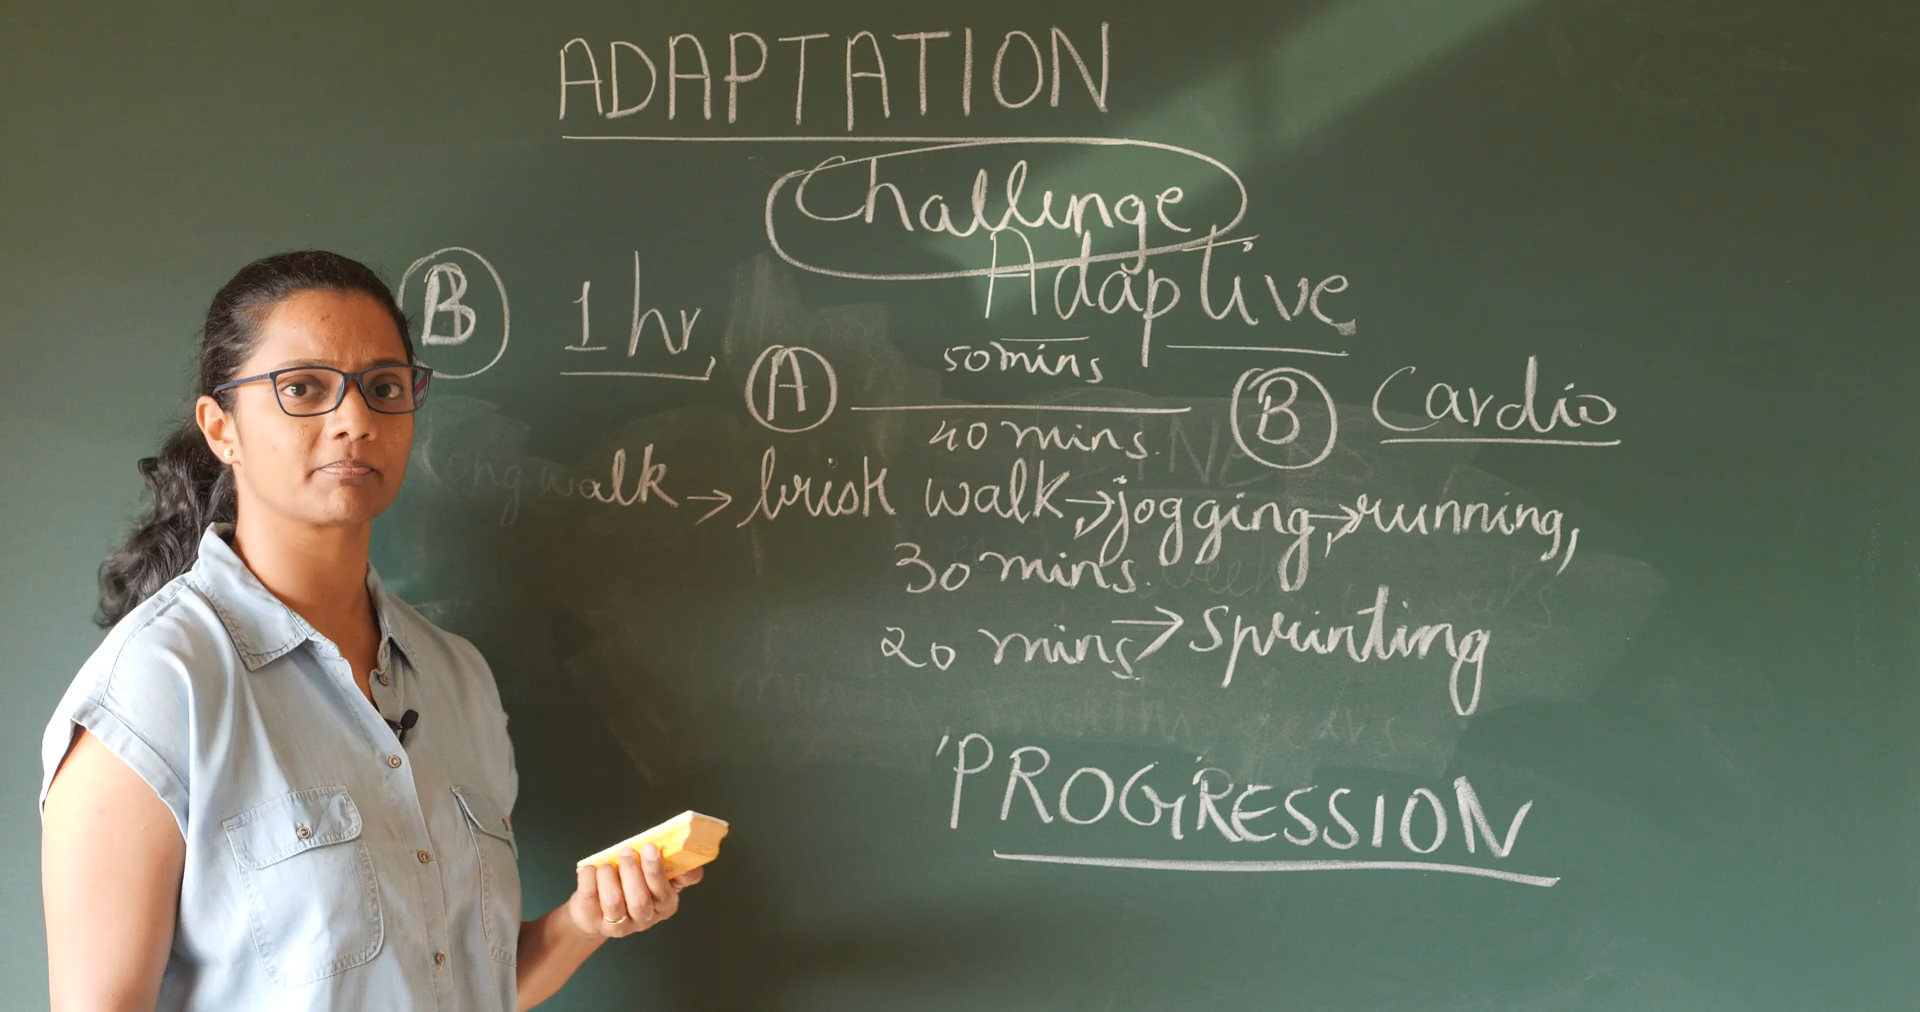 ADAPTATION
Challenge
Adaptive
B 1 hr,
A 50 mins B Cardio
40 mins.
long walk → brisk walk, → jogging, → running,
30 mins.
20 mins. → sprinting
PROGRESSION